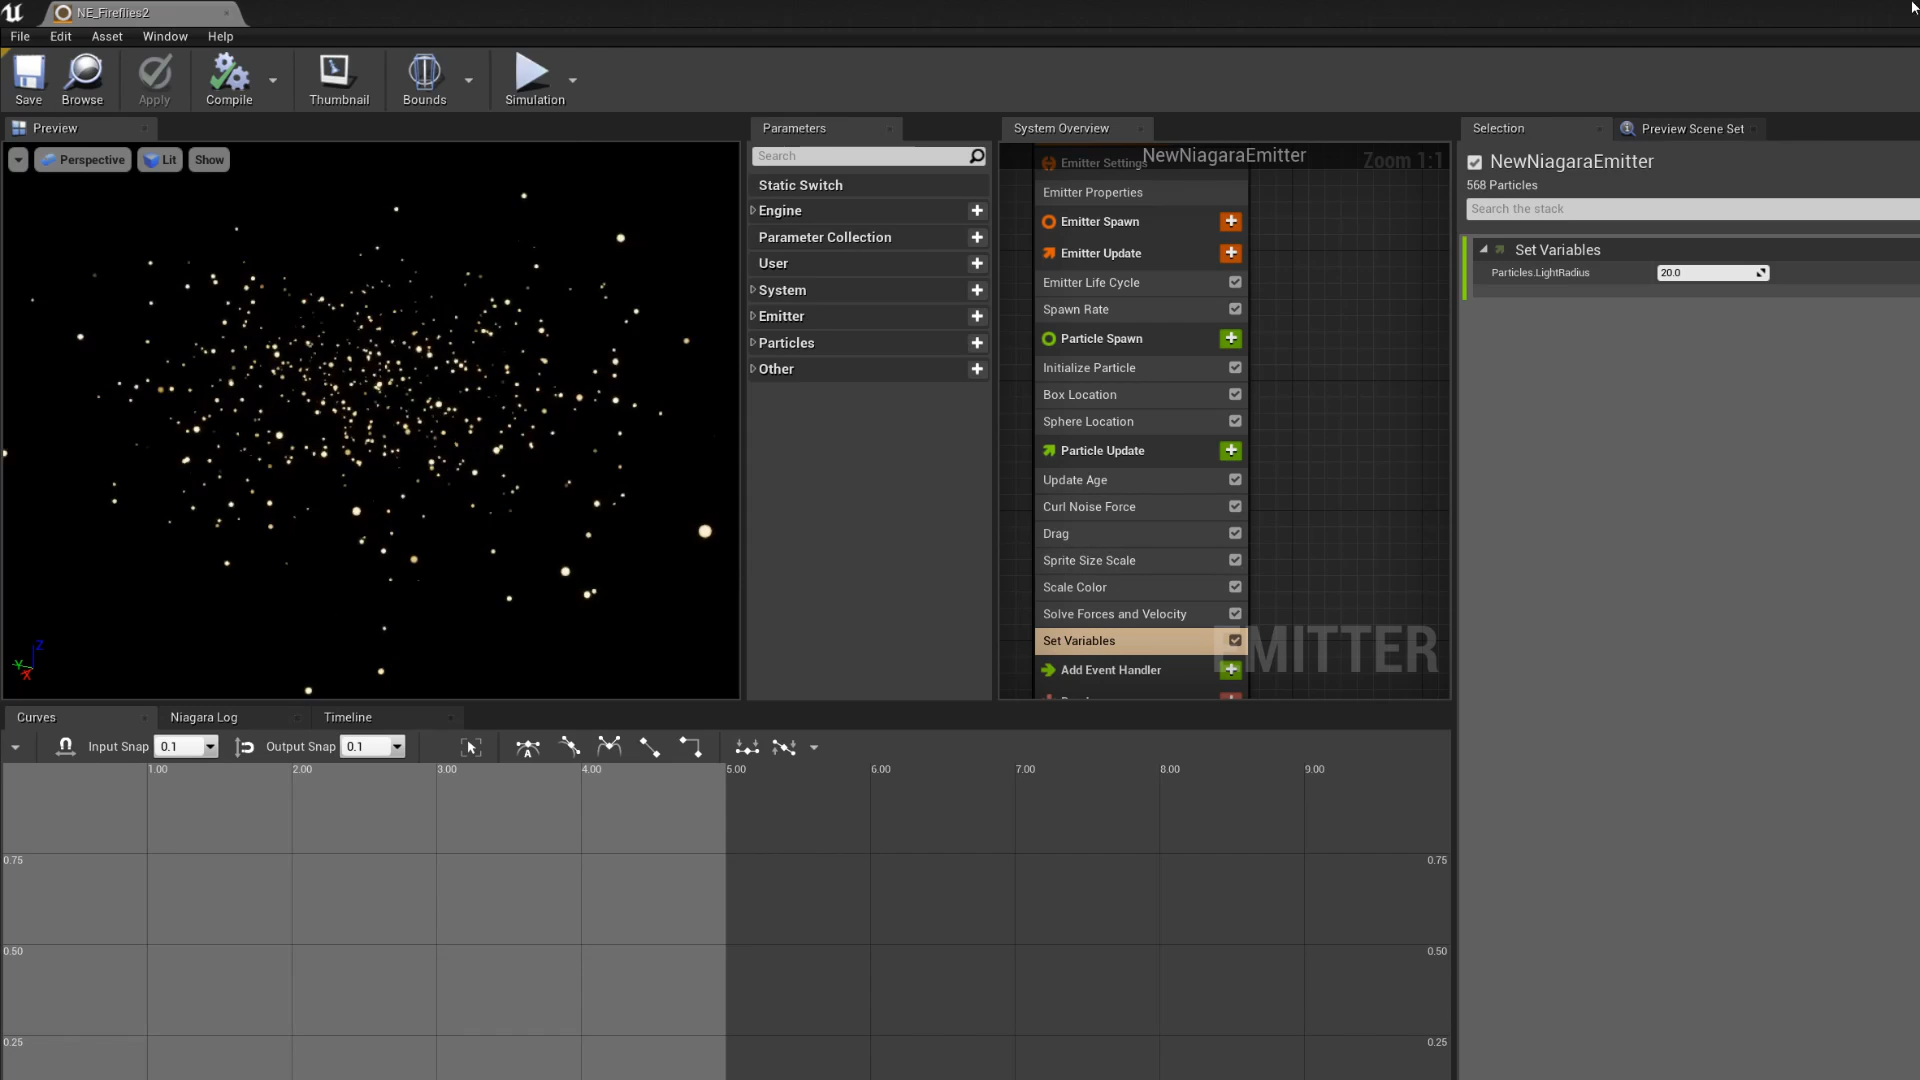 NE_Fireflies2
File Edit Asset Window Help
Save Browse Apply Compile Thumbnail Bounds Simulation
Preview
Perspective Lit Show
Z
Y
X
Parameters
Search
Static Switch
Engine
Parameter Collection
User
System
Emitter
Particles
Other
System Overview
NewNiagaraEmitter
Zoom 1:1
Emitter Settings
Emitter Properties
Emitter Spawn
Emitter Update
Emitter Life Cycle
Spawn Rate
Particle Spawn
Initialize Particle
Box Location
Sphere Location
Particle Update
Update Age
Curl Noise Force
Drag
Sprite Size Scale
Scale Color
Solve Forces and Velocity
Set Variables
EMITTER
Add Event Handler
Selection Preview Scene Set
NewNiagaraEmitter
568 Particles
Search the stack
Set Variables
Particles.LightRadius 20.0
Curves Niagara Log Timeline
Input Snap 0.1 Output Snap 0.1
1.00 2.00 3.00 4.00 5.00 6.00 7.00 8.00 9.00
0.75 0.75
0.50 0.50
0.25 0.25